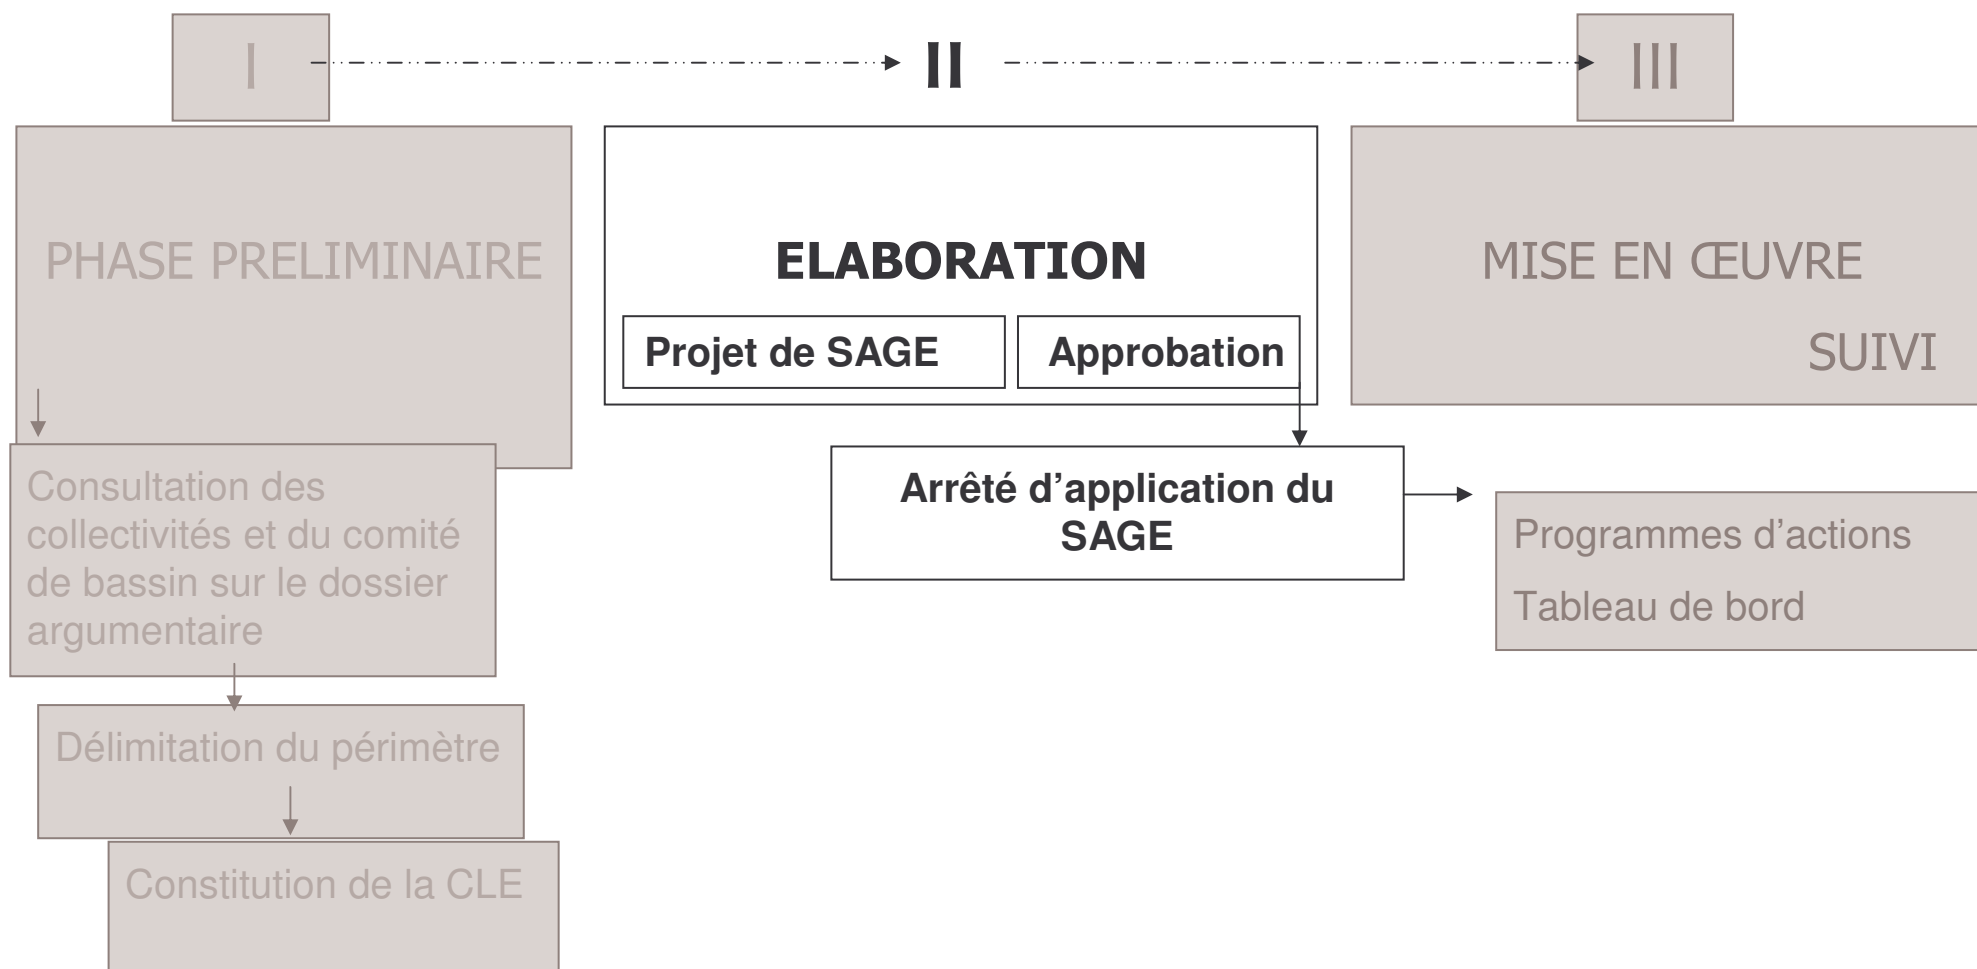 I
II
III
PHASE PRELIMINAIRE
ELABORATION
Projet de SAGE
Approbation
MISE EN ŒUVRE
SUIVI
Consultation des
collectivités et du comité
de bassin sur le dossier
argumentaire
Délimitation du périmètre
Constitution de la CLE
Arrêté d’application du
SAGE
Programmes d’actions
Tableau de bord